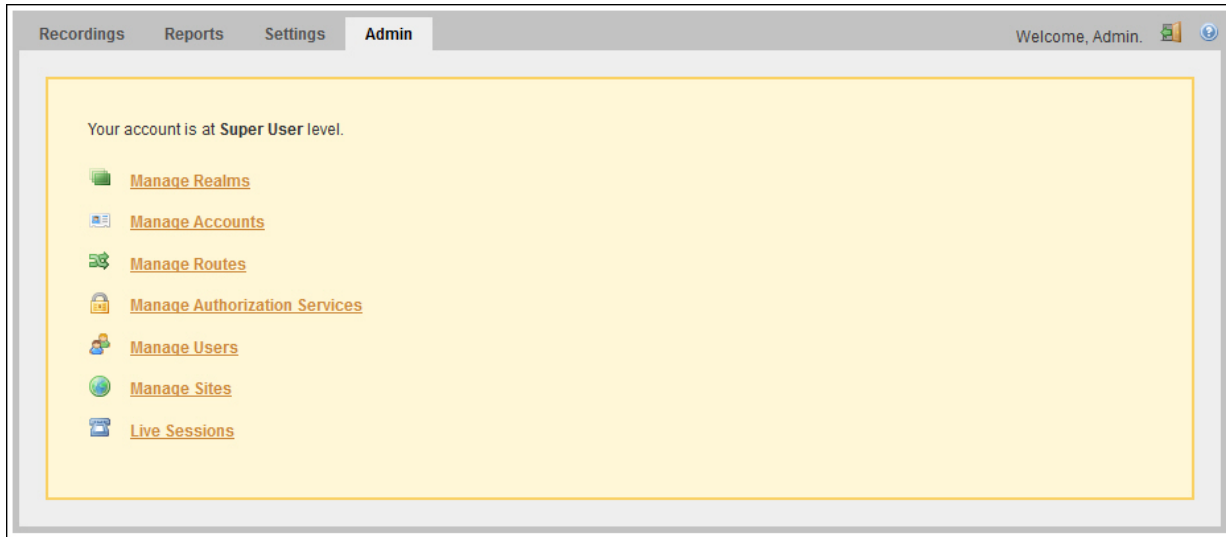 Recordings Reports Settings Admin Welcome, Admin.
Your account is at Super User level.
Manage Realms
Manage Accounts
Manage Routes
Manage Authorization Services
Manage Users
Manage Sites
Live Sessions